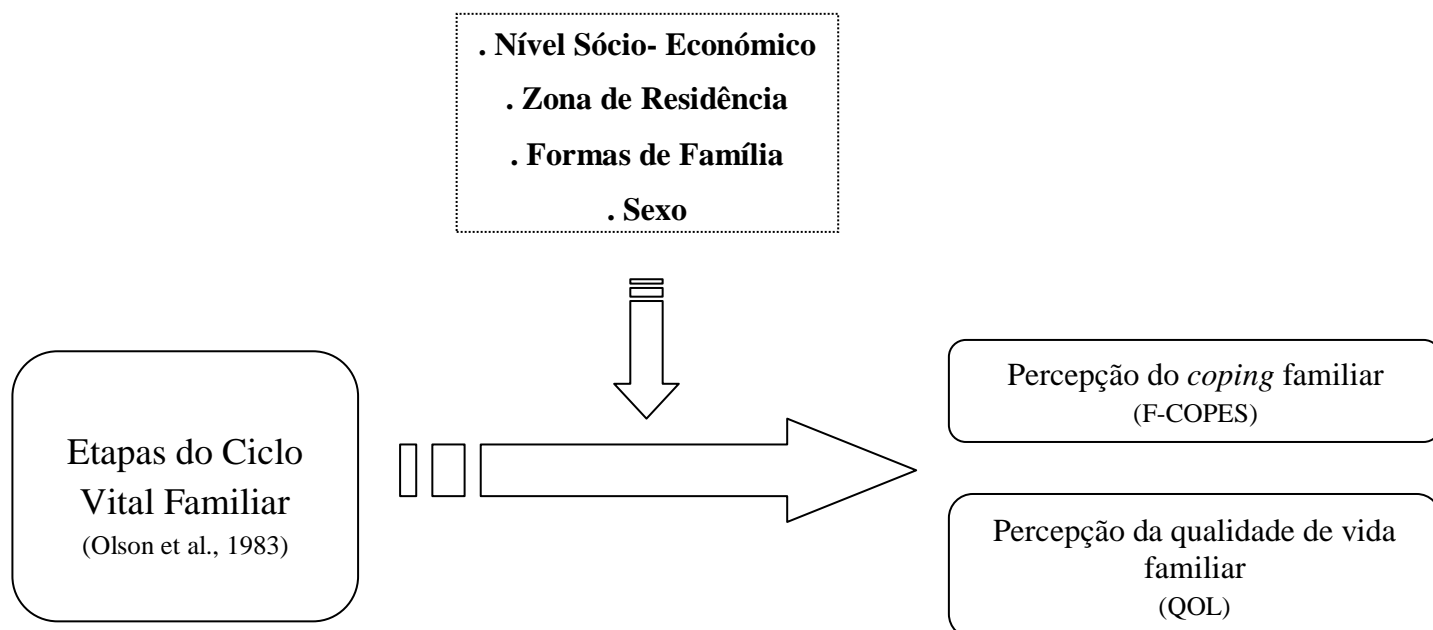 . Nível Sócio- Económico
. Zona de Residência
. Formas de Família
. Sexo
Etapas do Ciclo
Vital Familiar
(Olson et al., 1983)
Percepção do coping familiar
(F-COPES)
Percepção da qualidade de vida
familiar
(QOL)